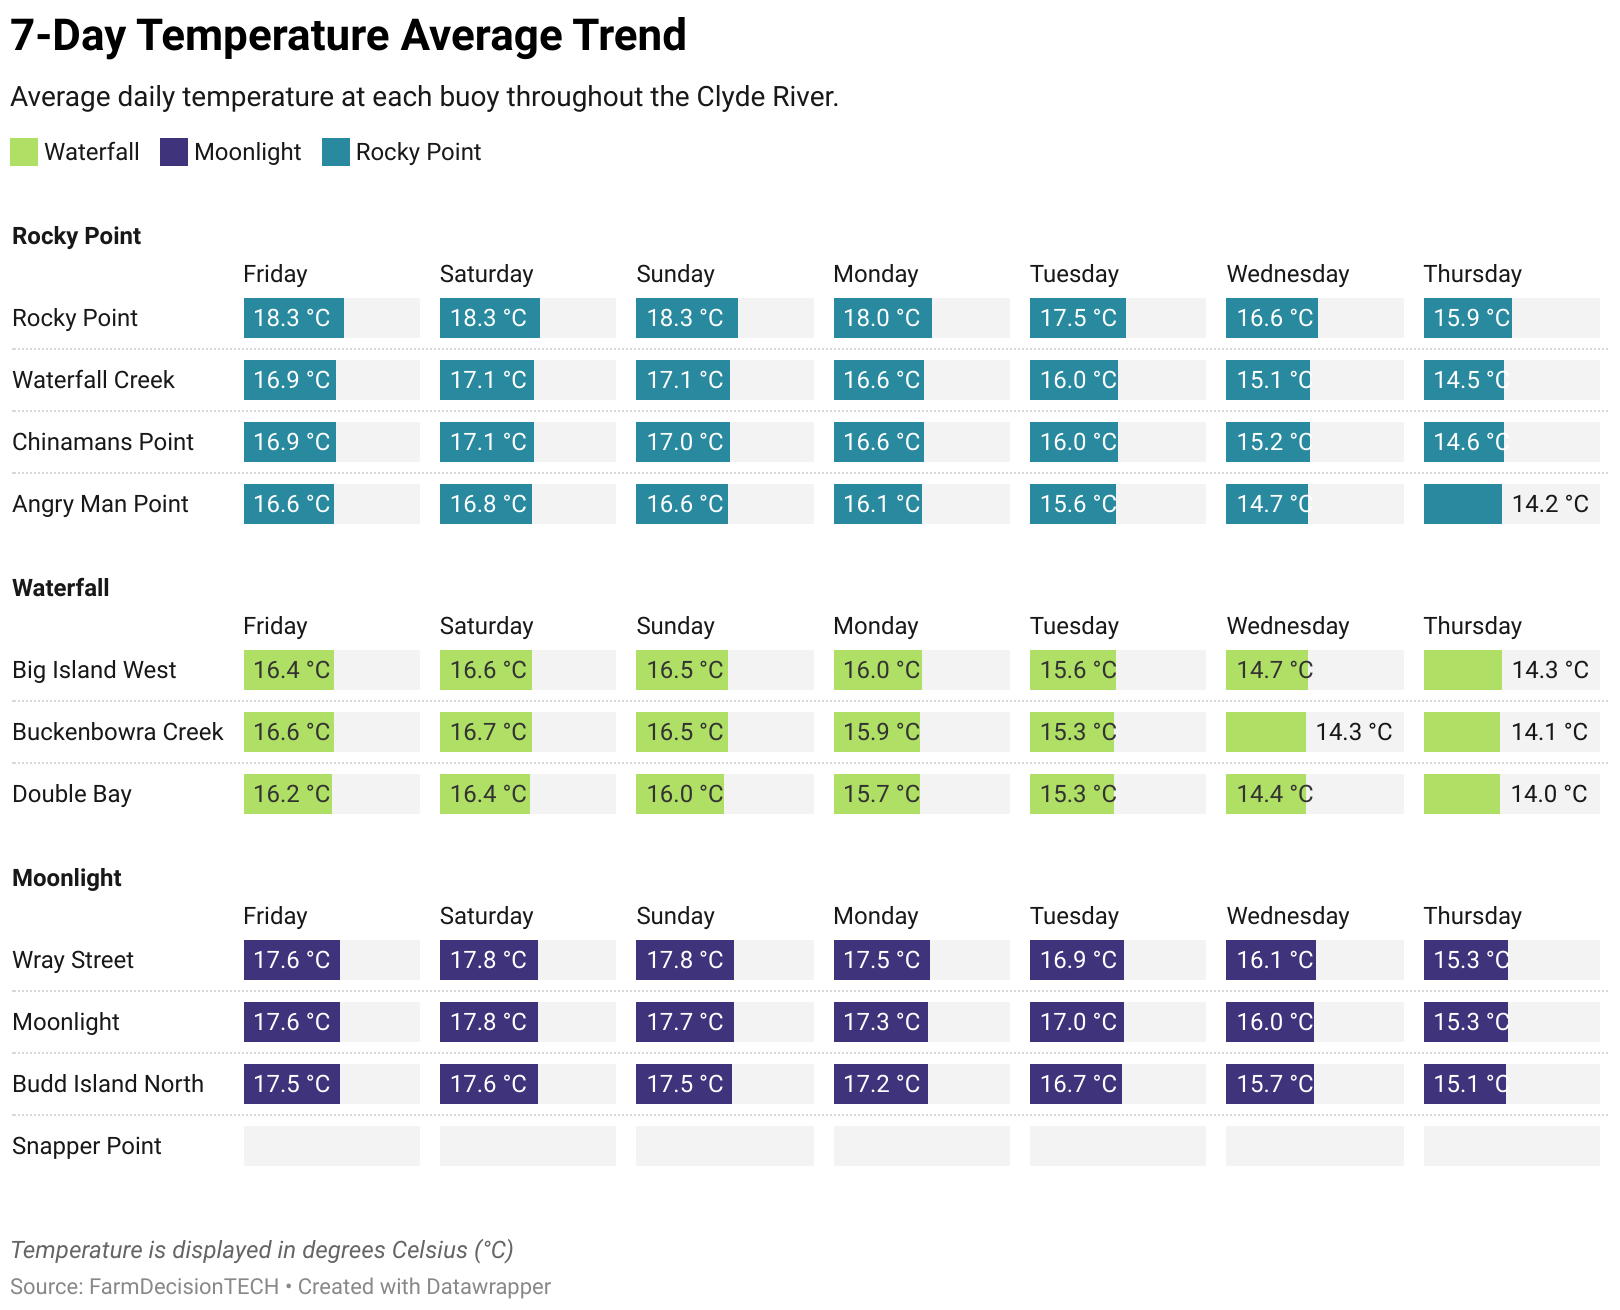 7-Day Temperature Average Trend
Average daily temperature at each buoy throughout the Clyde River.
Waterfall Moonlight Rocky Point
Rocky Point
Friday Saturday Sunday Monday Tuesday Wednesday Thursday
Rocky Point 18.3 °C 18.3 °C 18.3 °C 18.0 °C 17.5 °C 16.6 °C 15.9 °C
Waterfall Creek 16.9 °C 17.1 °C 17.1 °C 16.6 °C 16.0 °C 15.1 °C 14.5 °C
Chinamans Point 16.9 °C 17.1 °C 17.0 °C 16.6 °C 16.0 °C 15.2 °C 14.6 °C
Angry Man Point 16.6 °C 16.8 °C 16.6 °C 16.1 °C 15.6 °C 14.7 °C 14.2 °C
Waterfall
Friday Saturday Sunday Monday Tuesday Wednesday Thursday
Big Island West 16.4 °C 16.6 °C 16.5 °C 16.0 °C 15.6 °C 14.7 °C 14.3 °C
Buckenbowra Creek 16.6 °C 16.7 °C 16.5 °C 15.9 °C 15.3 °C 14.3 °C 14.1 °C
Double Bay 16.2 °C 16.4 °C 16.0 °C 15.7 °C 15.3 °C 14.4 °C 14.0 °C
Moonlight
Friday Saturday Sunday Monday Tuesday Wednesday Thursday
Wray Street 17.6 °C 17.8 °C 17.8 °C 17.5 °C 16.9 °C 16.1 °C 15.3 °C
Moonlight 17.6 °C 17.8 °C 17.7 °C 17.3 °C 17.0 °C 16.0 °C 15.3 °C
Budd Island North 17.5 °C 17.6 °C 17.5 °C 17.2 °C 16.7 °C 15.7 °C 15.1 °C
Snapper Point
Temperature is displayed in degrees Celsius (°C)
Source: FarmDecisionTECH • Created with Datawrapper